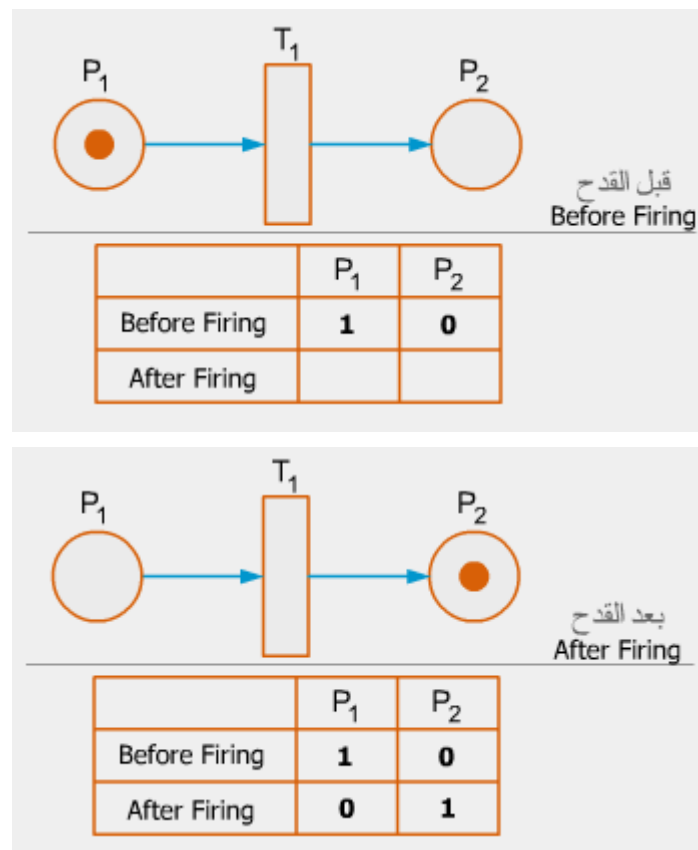 T1
P1
P2
قبل القدح
Before Firing
P1 P2
Before Firing 1 0
After Firing
T1
P1
P2
بعد القدح
After Firing
P1 P2
Before Firing 1 0
After Firing 0 1